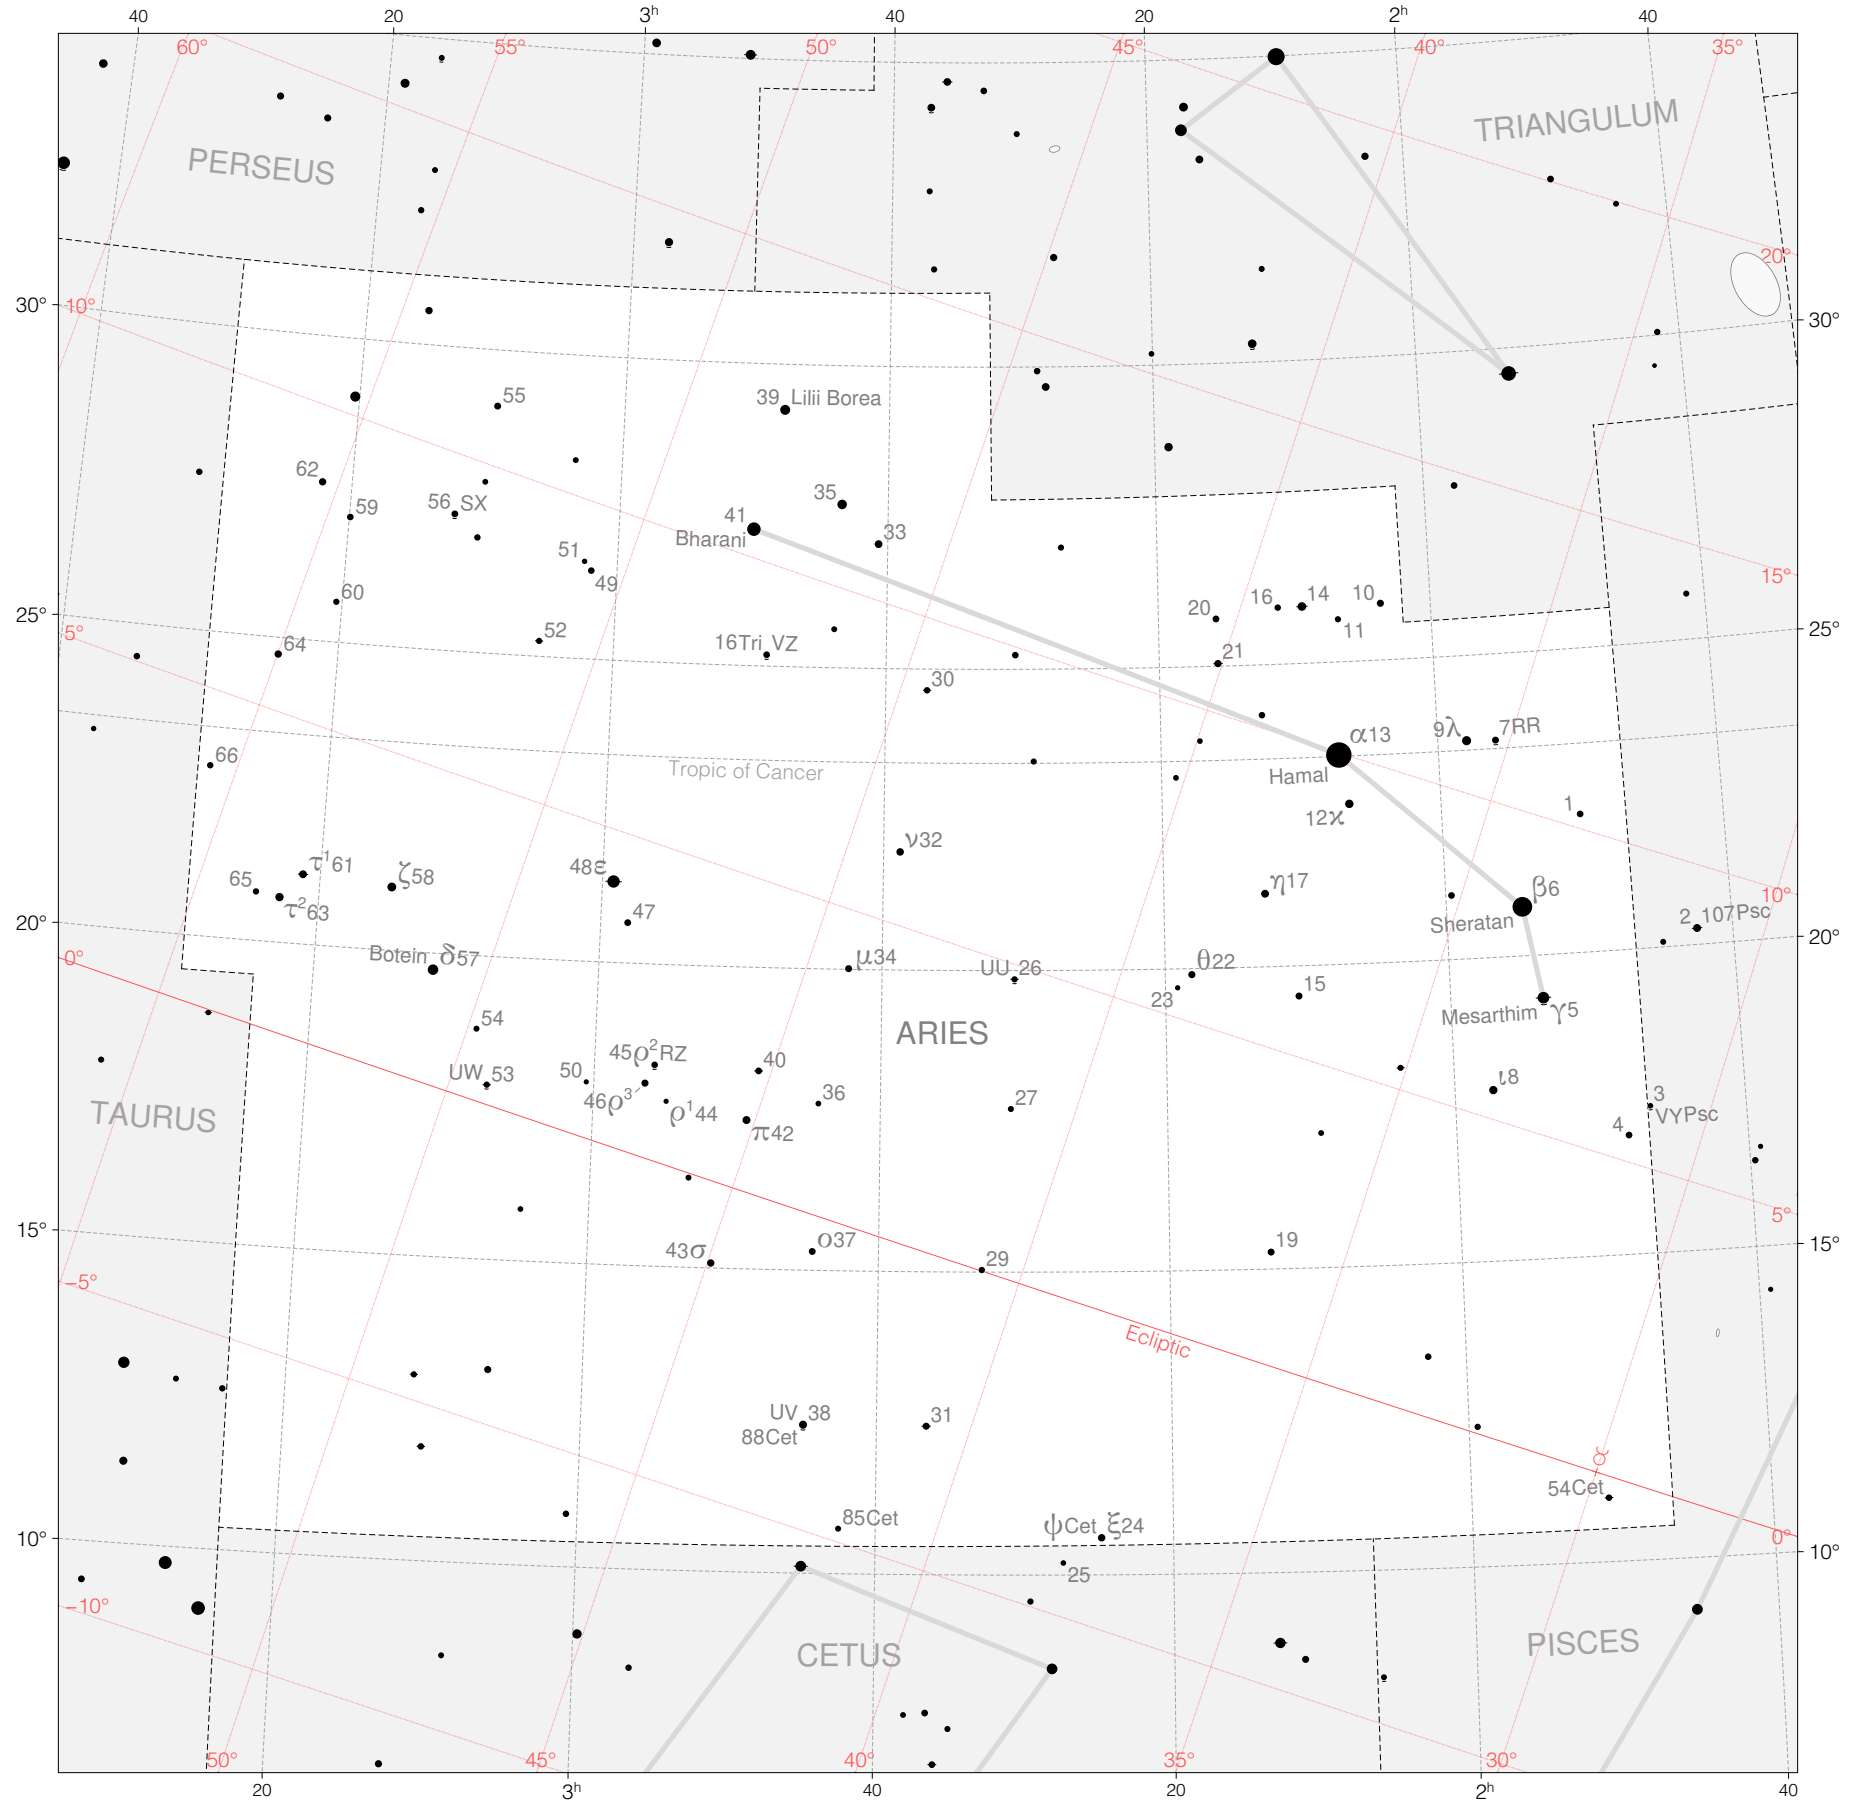 40 20 3h 40 20 2h 40
60° 55° 50° 45° 40° 35°
TRIANGULUM
PERSEUS
20°
30° 10° 30°
55
39 Lilii Borea
62
59
56 SX
35
41
Bharani
33
51
49
15°
60
20 16 14 10
11
25° 5° 25°
52
64
16Tri VZ
21
30
α13
9λ 7RR
66
Tropic of Cancer
Hamal
1
12ϰ
ν32
τ¹61
65
ζ58
48ε
η17
β6
10°
τ²63
47
Sheratan
2 107Psc
20° 20°
Botein δ57
0°
μ34
UU 26
θ22
23
15
Mesarthim γ5
54
ARIES
45ρ²RZ
UW 53
50
40
46ρ³
ρ¹44
36
27
ι8
3
VYPsc
4
TAURUS
π42
5°
15° 15°
43σ
ο37
29
19
−5°
Ecliptic
UV 38
88Cet
31
54Cet
85Cet
ψCet ξ24
10° 0° 10°
25
−10°
CETUS
PISCES
50° 45° 40° 35° 30°
20 3h 40 20 2h 40